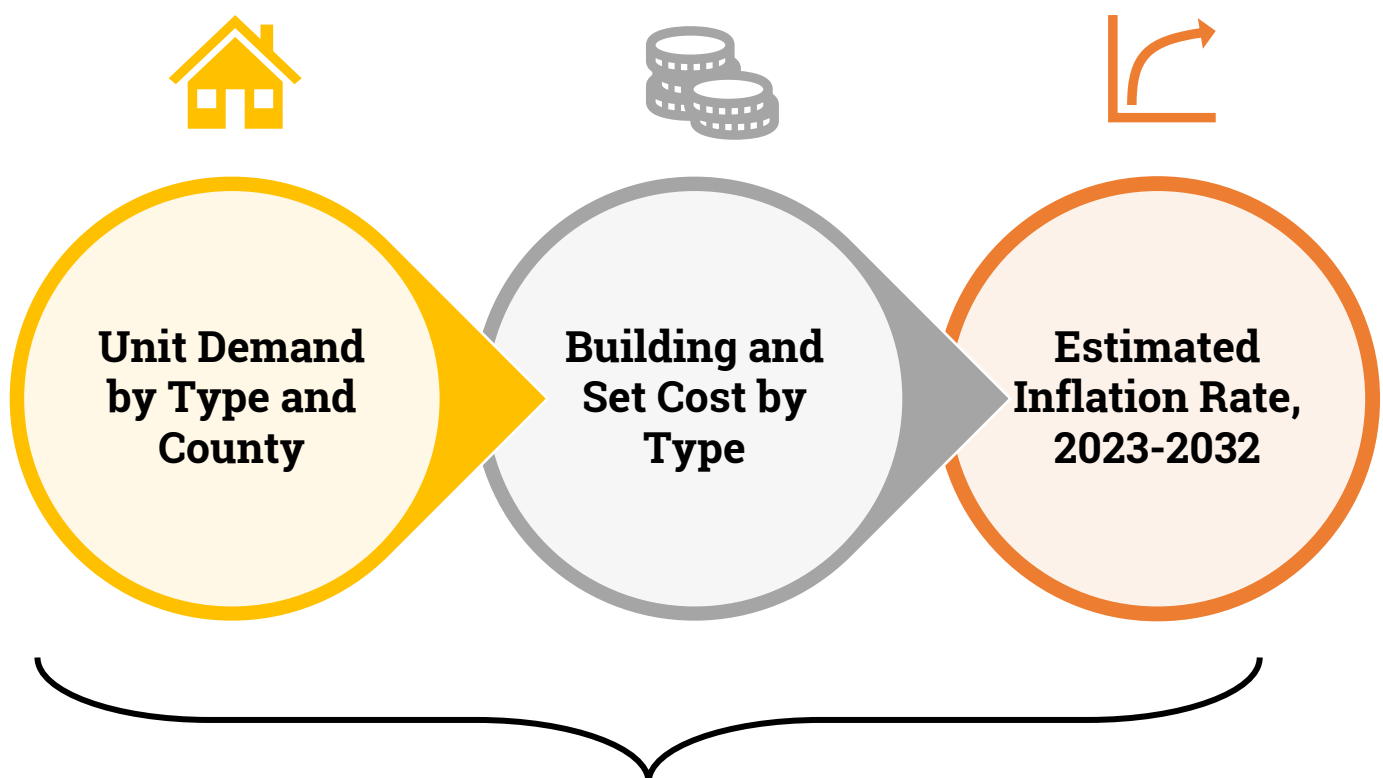 Unit Demand
by Type and
County
Building and
Set Cost by
Type
Estimated
Inflation Rate,
2023-2032